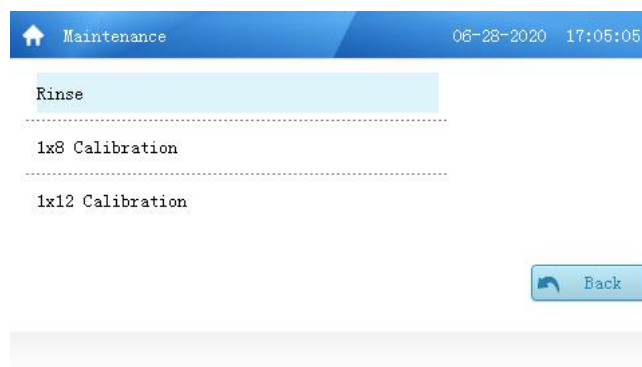 Maintenance 06-28-2020 17:05:05
Rinse
1x8 Calibration
1x12 Calibration
Back